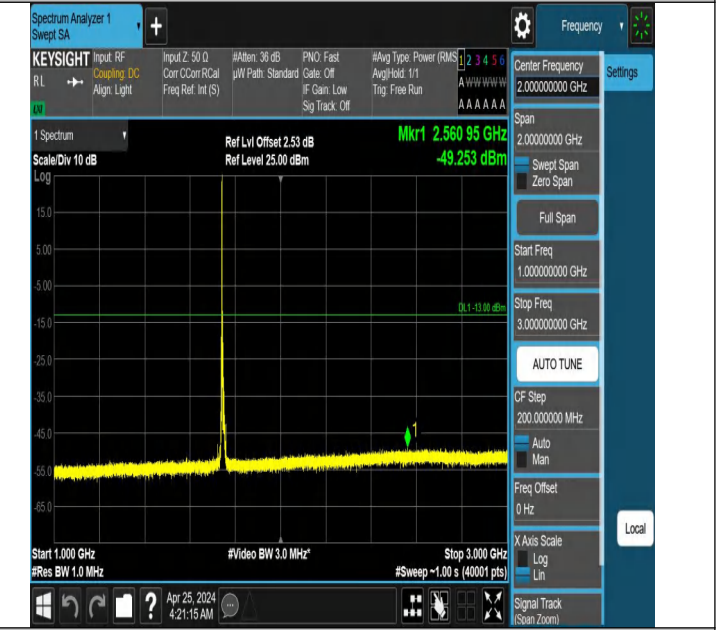 Spectrum Analyzer 1
Swept SA
+
Frequency
KEYSIGHT
RL
Input: RF
Coupling: DC
Align: Light
Input Z: 50 Ω
Corr CCorr RCal
Freq Ref: Int (S)
#Atten: 36 dB
µW Path: Standard
PNO: Fast
Gate: Off
IF Gain: Low
Sig Track: Off
#Avg Type: Power (RMS
Avg|Hold: 1/1
Trig: Free Run
1 2 3 4 5 6
A W W W W W
A A A A A A
1 Spectrum
Scale/Div 10 dB
Log
Ref Lvl Offset 2.53 dB
Ref Level 25.00 dBm
Mkr1 2.560 95 GHz
-49.253 dBm
15.0
5.00
-5.00
-15.0
-25.0
-35.0
-45.0
-55.0
-65.0
DL1 -13.00 dBm
1
Start 1.000 GHz
#Res BW 1.0 MHz
#Video BW 3.0 MHz*
Stop 3.000 GHz
#Sweep ~1.00 s (40001 pts)
Center Frequency
2.000000000 GHz
Settings
Span
2.00000000 GHz
Swept Span
Zero Span
Full Span
Start Freq
1.000000000 GHz
Stop Freq
3.000000000 GHz
AUTO TUNE
CF Step
200.000000 MHz
Auto
Man
Freq Offset
0 Hz
X Axis Scale
Log
Lin
Local
Signal Track
(Span Zoom)
?
Apr 25, 2024
4:21:15 AM